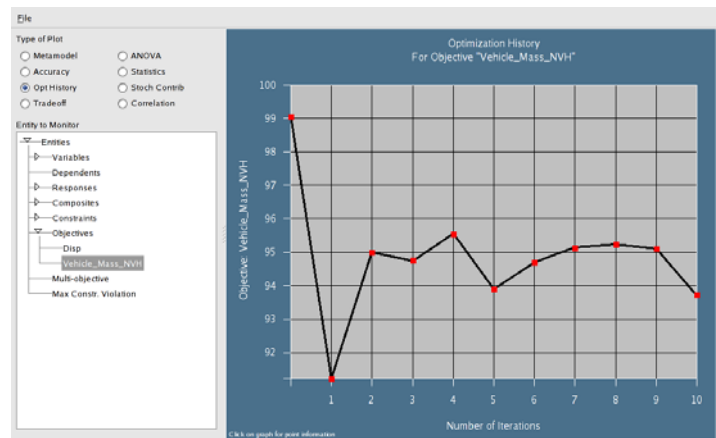 File
Type of Plot
Metamodel
ANOVA
Accuracy
Statistics
Opt History
Stoch Contrib
Tradeoff
Correlation
Entity to Monitor
Entities
Variables
Dependents
Responses
Composites
Constraints
Objectives
Disp
Vehicle_Mass_NVH
Multi-objective
Max Constr. Violation
Optimization History
For Objective "Vehicle_Mass_NVH"
Objective: Vehicle_Mass_NVH
100
99
98
97
96
95
94
93
92
1 2 3 4 5 6 7 8 9 10
Number of Iterations
Click on graph for point information